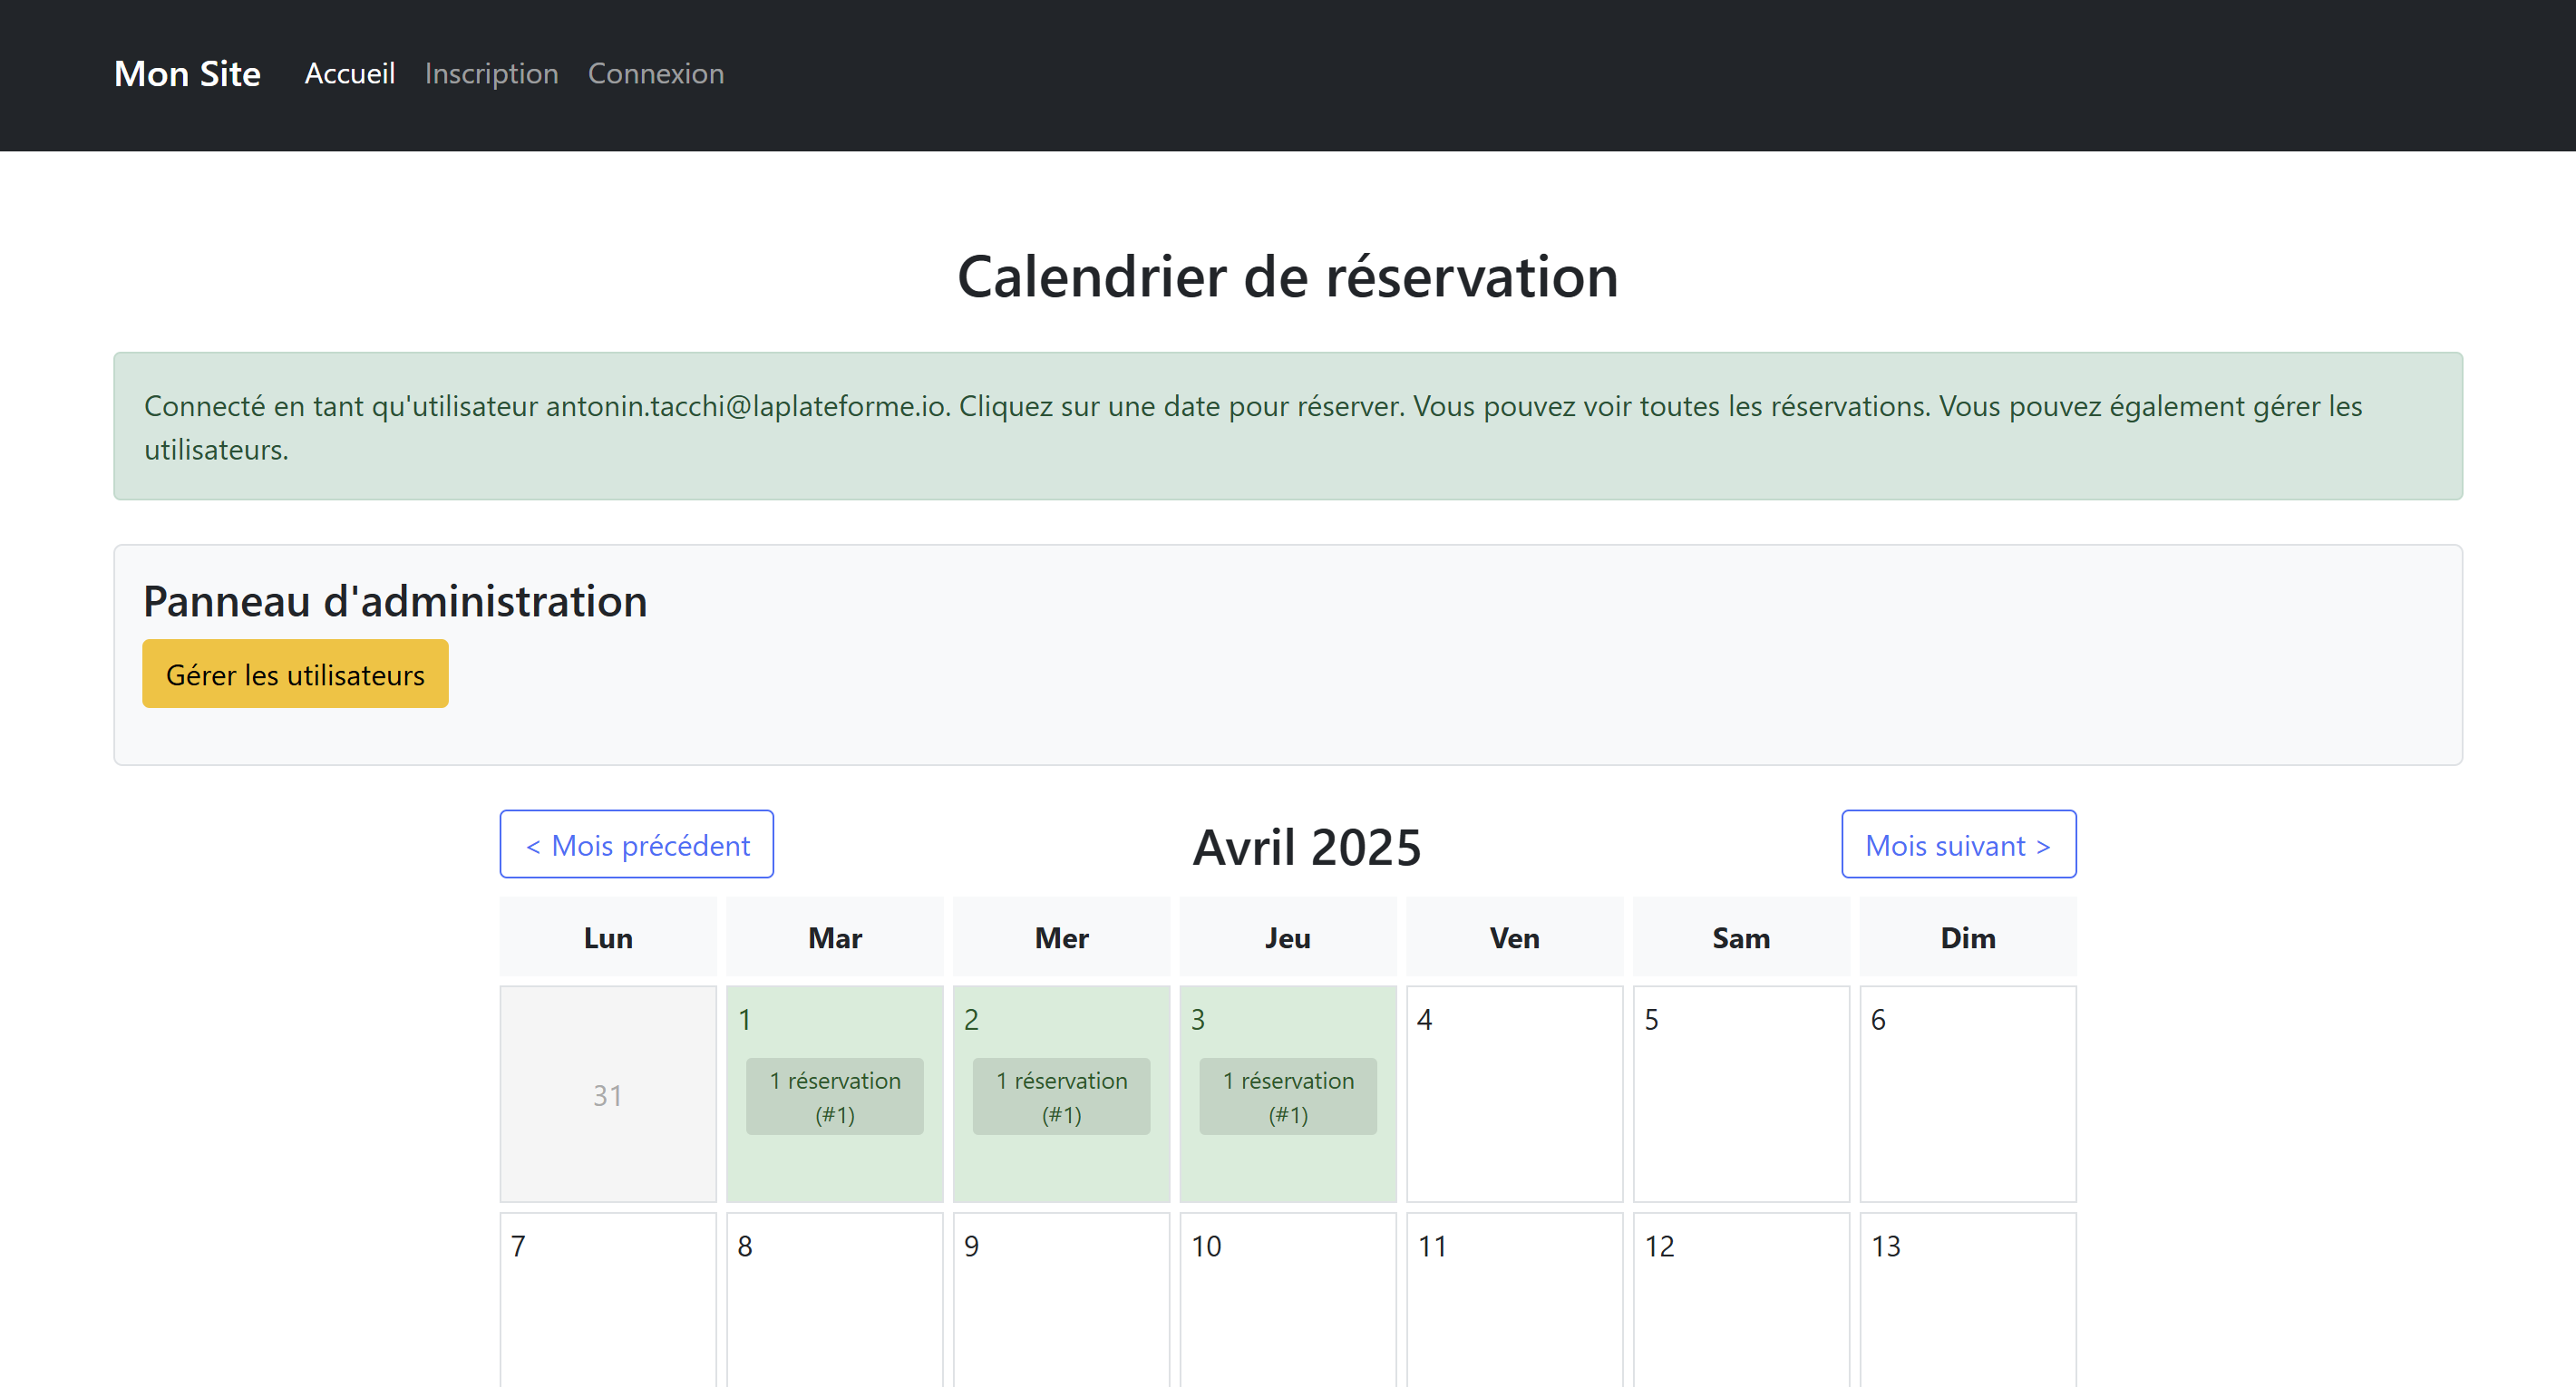 Mon Site Accueil Inscription Connexion
Calendrier de réservation
Connecté en tant qu'utilisateur antonin.tacchi@laplateforme.io. Cliquez sur une date pour réserver. Vous pouvez voir toutes les réservations. Vous pouvez également gérer les
utilisateurs.
Panneau d'administration
Gérer les utilisateurs
< Mois précédent Avril 2025 Mois suivant >
Lun Mar Mer Jeu Ven Sam Dim
31 1 2 3 4 5 6
1 réservation 1 réservation 1 réservation
(#1) (#1) (#1)
7 8 9 10 11 12 13